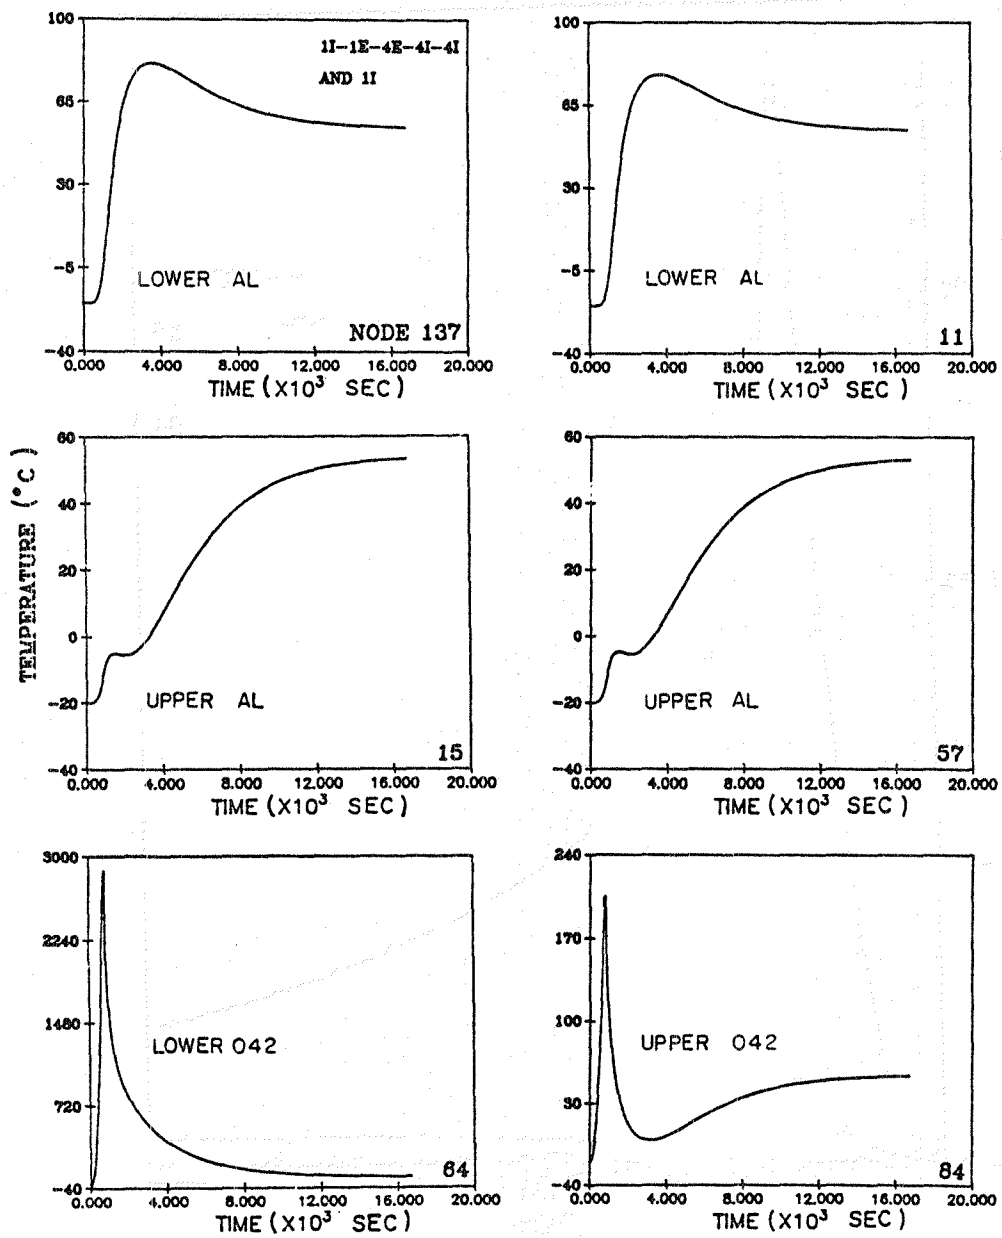 100
65
30
-5
-40
1I-1E-4E-4I-4I
AND 1I
LOWER AL
NODE 137
0.000 4.000 8.000 12.000 16.000 20.000
TIME (X10³ SEC)
100
65
30
-5
-40
LOWER AL
11
0.000 4.000 8.000 12.000 16.000 20.000
TIME (X10³ SEC)
TEMPERATURE (°C)
60
40
20
0
-20
-40
UPPER AL
15
0.000 4.000 8.000 12.000 16.000 20.000
TIME (X10³ SEC)
60
40
20
0
-20
-40
UPPER AL
57
0.000 4.000 8.000 12.000 16.000 20.000
TIME (X10³ SEC)
3000
2240
1480
720
-40
LOWER 042
64
0.000 4.000 8.000 12.000 16.000 20.000
TIME (X10³ SEC)
240
170
100
30
-40
UPPER 042
84
0.000 4.000 8.000 12.000 16.000 20.000
TIME (X10³ SEC)